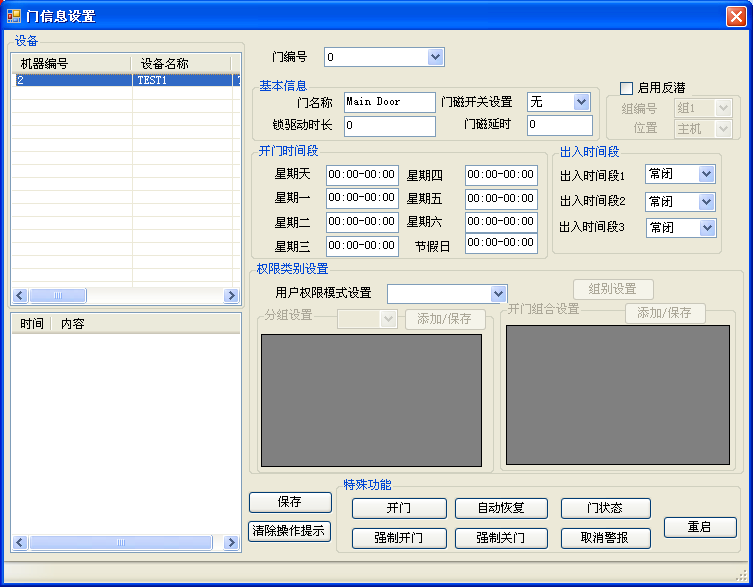 门信息设置
设备
机器编号 设备名称
2 TEST1
时间 内容
门编号 0
基本信息
门名称 Main Door 门磁开关设置 无
锁驱动时长 0 门磁延时 0
启用反潜
组编号 组1
位置 主机
开门时间段
星期天 00:00-00:00 星期四 00:00-00:00
星期一 00:00-00:00 星期五 00:00-00:00
星期二 00:00-00:00 星期六 00:00-00:00
星期三 00:00-00:00 节假日 00:00-00:00
出入时间段
出入时间段1 常闭
出入时间段2 常闭
出入时间段3 常闭
权限类别设置
用户权限模式设置
组别设置
分组设置 添加/保存
开门组合设置 添加/保存
保存
清除操作提示
特殊功能
开门 自动恢复 门状态
强制开门 强制关门 取消警报
重启